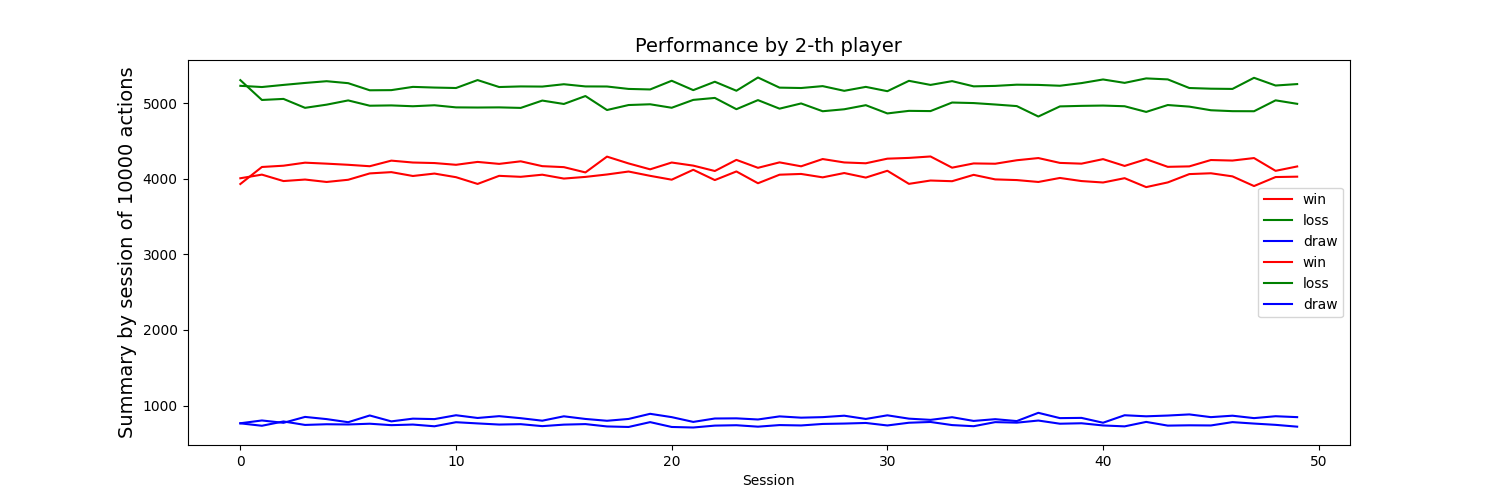 Performance by 2-th player
Summary by session of 10000 actions
5000
4000
3000
2000
1000
win
loss
draw
win
loss
draw
0 10 20 30 40 50
Session